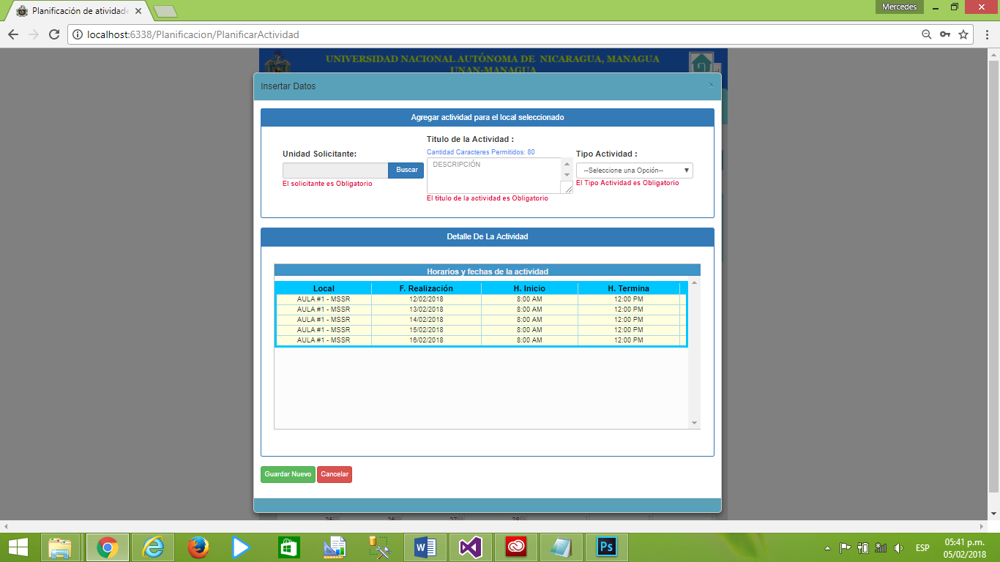 Planificación de atividade
Mercedes
localhost:6338/Planificacion/PlanificarActividad
UNIVERSIDAD NACIONAL AUTÓNOMA DE NICARAGUA, MANAGUA
UNAN-MANAGUA
Insertar Datos
×
Agregar actividad para el local seleccionado
Unidad Solicitante:
Buscar
El solicitante es Obligatorio
Titulo de la Actividad :
Cantidad Caracteres Permitidos: 80
DESCRIPCIÓN
El titulo de la actividad es Obligatorio
Tipo Actividad :
--Seleccione una Opción--
El Tipo Actividad es Obligatorio
Detalle De La Actividad
Horarios y fechas de la actividad
Local F. Realización H. Inicio H. Termina
AULA #1 - MSSR 12/02/2018 8:00 AM 12:00 PM
AULA #1 - MSSR 13/02/2018 8:00 AM 12:00 PM
AULA #1 - MSSR 14/02/2018 8:00 AM 12:00 PM
AULA #1 - MSSR 15/02/2018 8:00 AM 12:00 PM
AULA #1 - MSSR 16/02/2018 8:00 AM 12:00 PM
Guardar Nuevo Cancelar
25 26 27 28
Ps
ESP
05:41 p.m.
05/02/2018